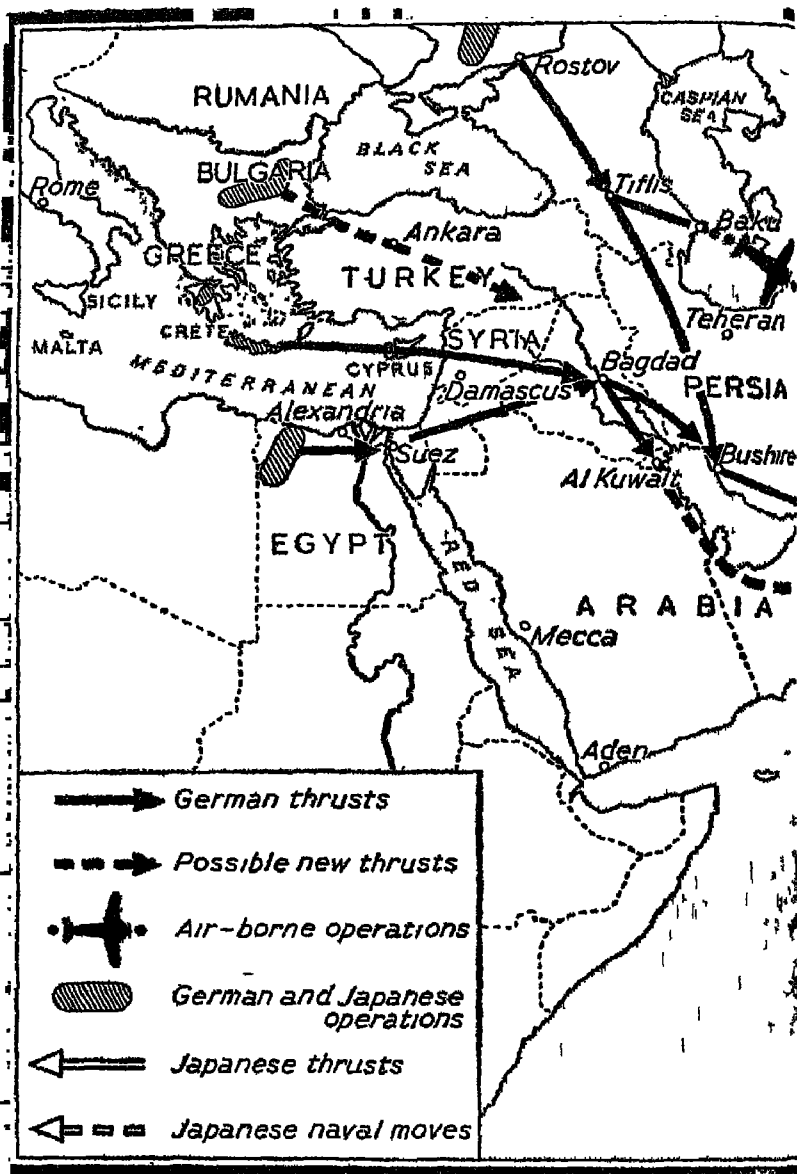 Rostov
RUMANIA
CASPIAN
SEA
BLACK
SEA
BULGARIA
Rome
Tiflis
Baku
Ankara
GREECE
TURKEY
SICILY
Teheran
CRETE
SYRIA
MALTA
CYPRUS
Bagdad
MEDITERRANEAN
Damascus
PERSIA
Alexandria
Suez
Bushire
Al Kuwait
EGYPT
RED SEA
ARABIA
Mecca
Aden
German thrusts
Possible new thrusts
Air-borne operations
German and Japanese
operations
Japanese thrusts
Japanese naval moves